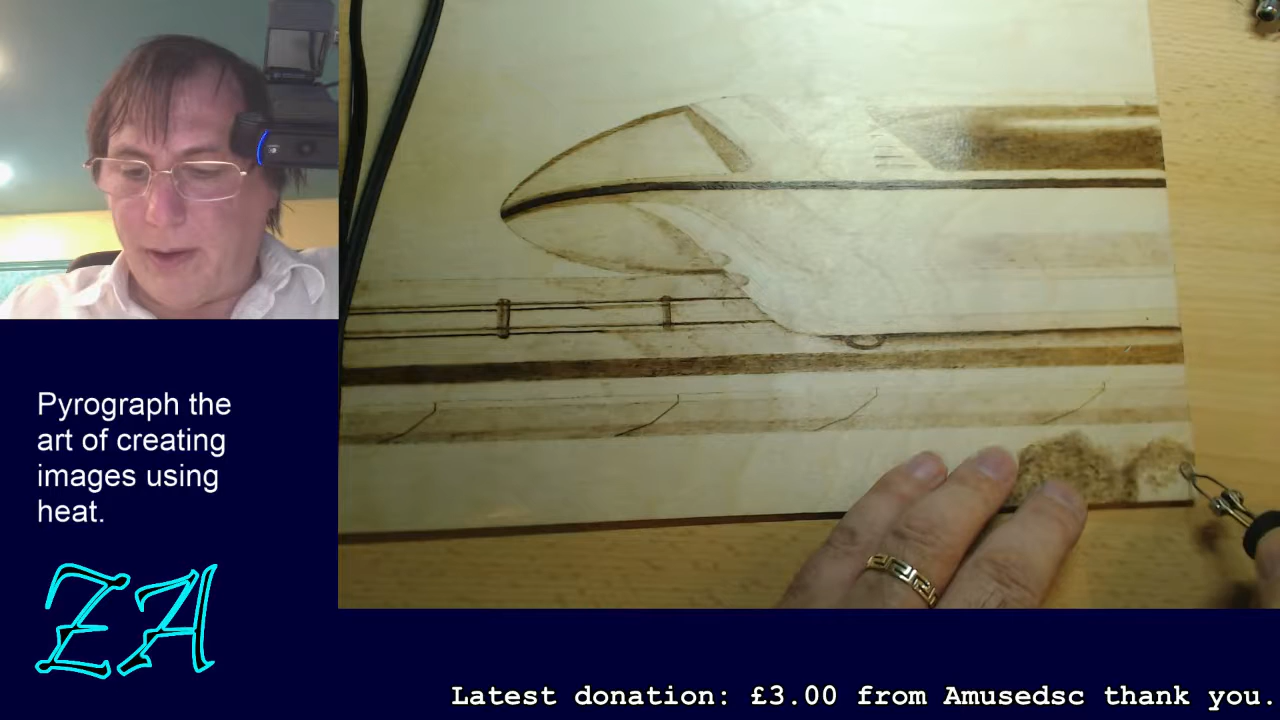 Pyrograph the
art of creating
images using
heat.
ZA
Latest donation: £3.00 from Amusedsc thank you.